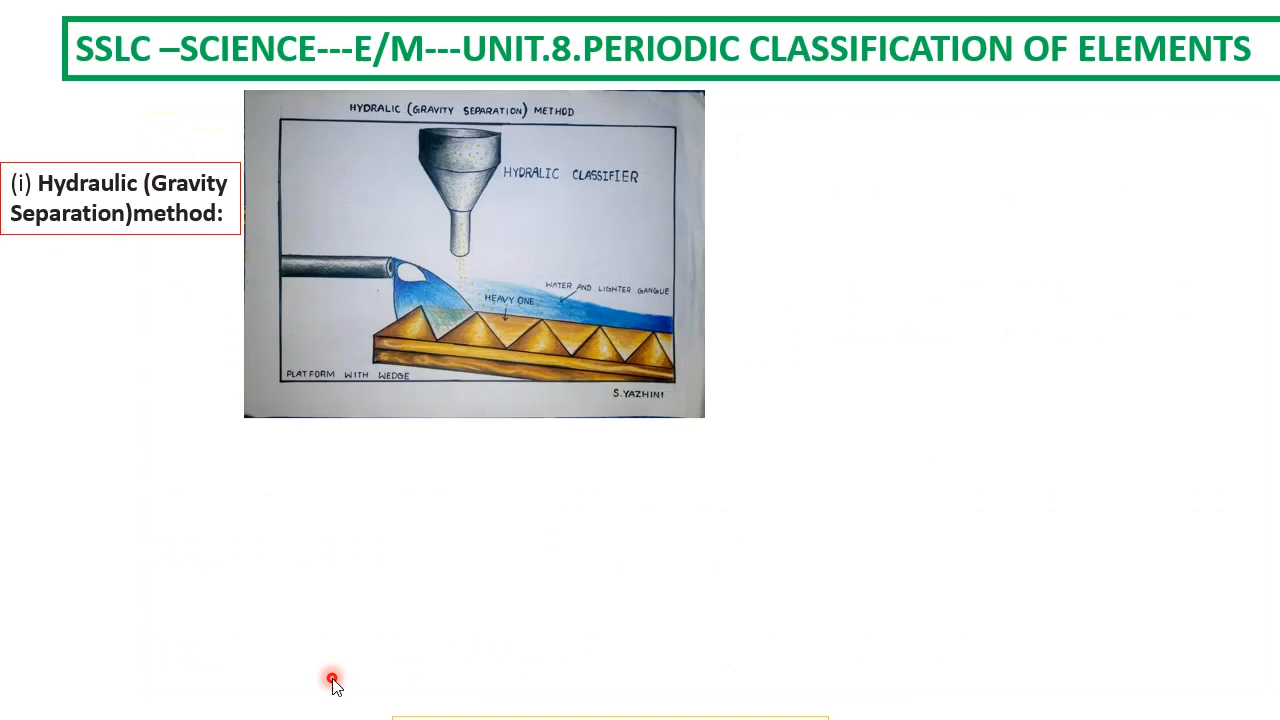 SSLC –SCIENCE---E/M---UNIT.8.PERIODIC CLASSIFICATION OF ELEMENTS
HYDRALIC (GRAVITY SEPARATION) METHOD
(i) Hydraulic (Gravity
Separation)method:
HYDRALIC CLASSIFIER
WATER AND LIGHTER GANGUE
HEAVY ONE
PLATFORM WITH WEDGE
S.YAZHINI